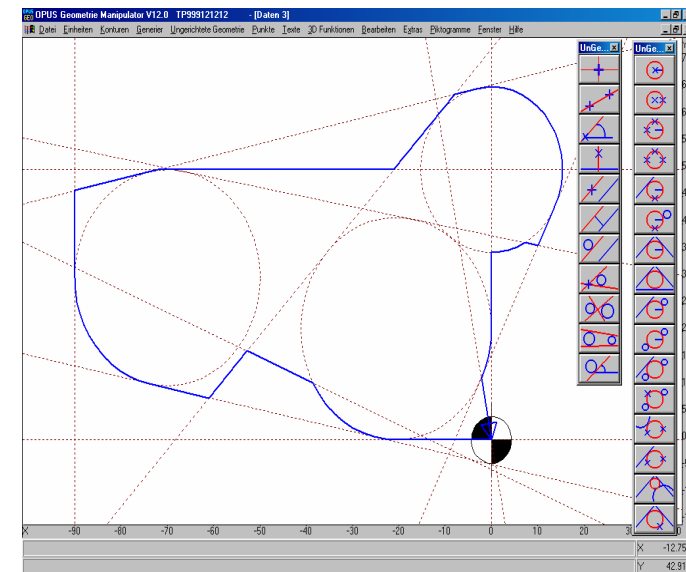 OPUS Geometrie Manipulator V12.0 TP999121212 - [Daten 3]
Datei Einheiten Konturen Generier Ungerichtete Geometrie Punkte Texte 3D Funktionen Bearbeiten Extras Piktogramme Fenster Hilfe
UnGe... UnGe...
X -90 -80 -70 -60 -50 -40 -30 -20 -10 0 10 20
X -12.75
Y 42.91